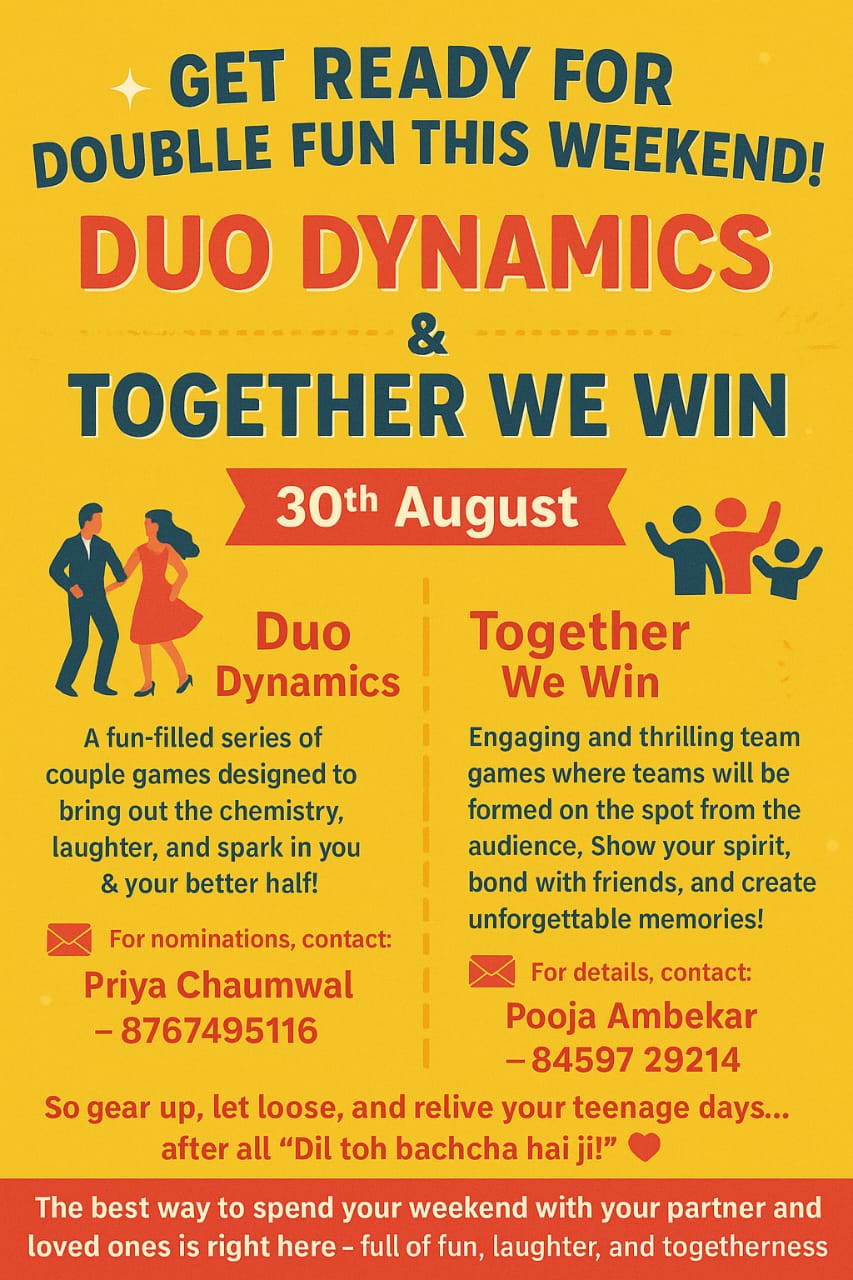 GET READY FOR
DOUBLLE FUN THIS WEEKEND!
DUO DYNAMICS
&
TOGETHER WE WIN
30th August
Duo
Dynamics
A fun-filled series of
couple games designed to
bring out the chemistry,
laughter, and spark in you
& your better half!
For nominations, contact:
Priya Chaumwal
– 8767495116
Together
We Win
Engaging and thrilling team
games where teams will be
formed on the spot from the
audience, Show your spirit,
bond with friends, and create
unforgettable memories!
For details, contact:
Pooja Ambekar
– 84597 29214
So gear up, let loose, and relive your teenage days...
after all “Dil toh bachcha hai ji!”
The best way to spend your weekend with your partner and
loved ones is right here – full of fun, laughter, and togetherness